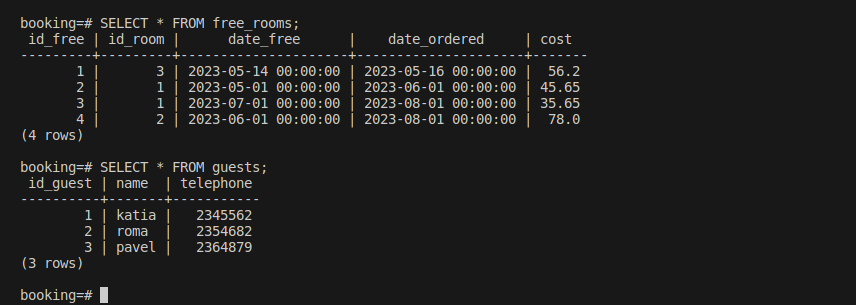 booking=# SELECT * FROM free_rooms;
 id_free | id_room |      date_free      |    date_ordered     | cost
---------+---------+---------------------+---------------------+-------
       1 |       3 | 2023-05-14 00:00:00 | 2023-05-16 00:00:00 |  56.2
       2 |       1 | 2023-05-01 00:00:00 | 2023-06-01 00:00:00 | 45.65
       3 |       1 | 2023-07-01 00:00:00 | 2023-08-01 00:00:00 | 35.65
       4 |       2 | 2023-06-01 00:00:00 | 2023-08-01 00:00:00 |  78.0
(4 rows)
booking=# SELECT * FROM guests;
 id_guest | name  | telephone
----------+-------+-----------
        1 | katia |   2345562
        2 | roma  |   2354682
        3 | pavel |   2364879
(3 rows)
booking=#